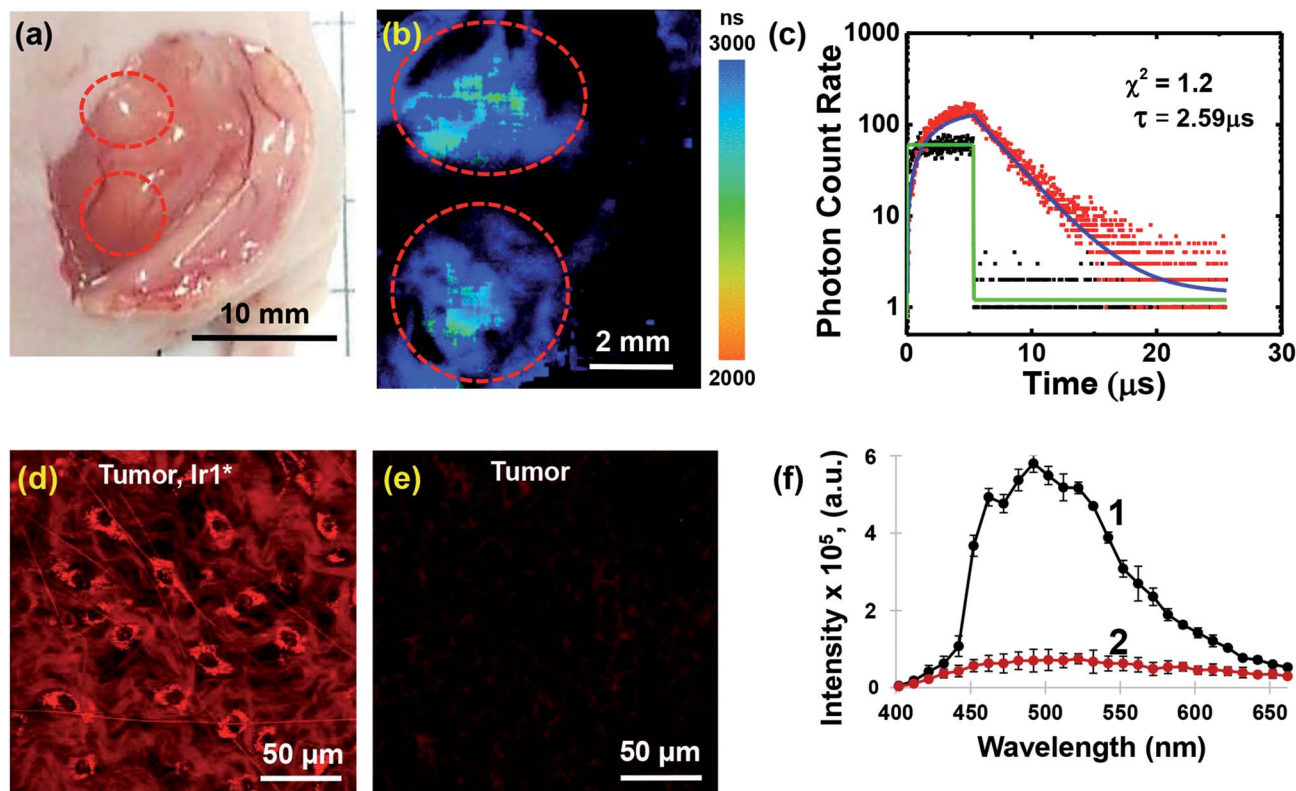 (a)
10 mm
(b)
2 mm
ns
3000
2000
(c)
1000
100
10
1
0
10
20
30
Photon Count Rate
Time (μs)
χ² = 1.2
τ = 2.59μs
(d)
Tumor, Ir1*
50 μm
(e)
Tumor
50 μm
(f)
6
4
2
0
400
450
500
550
600
650
Intensity x 10⁵, (a.u.)
Wavelength (nm)
1
2